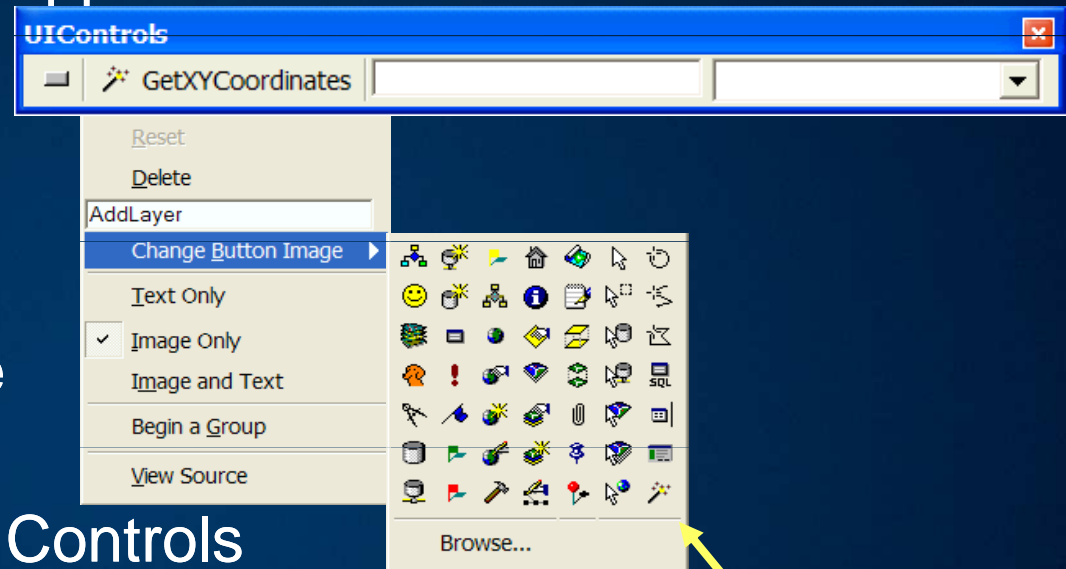 UIControls
GetXYCoordinates
Reset
Delete
AddLayer
Change Button Image
Text Only
Image Only
Image and Text
Begin a Group
View Source
SQL
Browse...
e
Controls